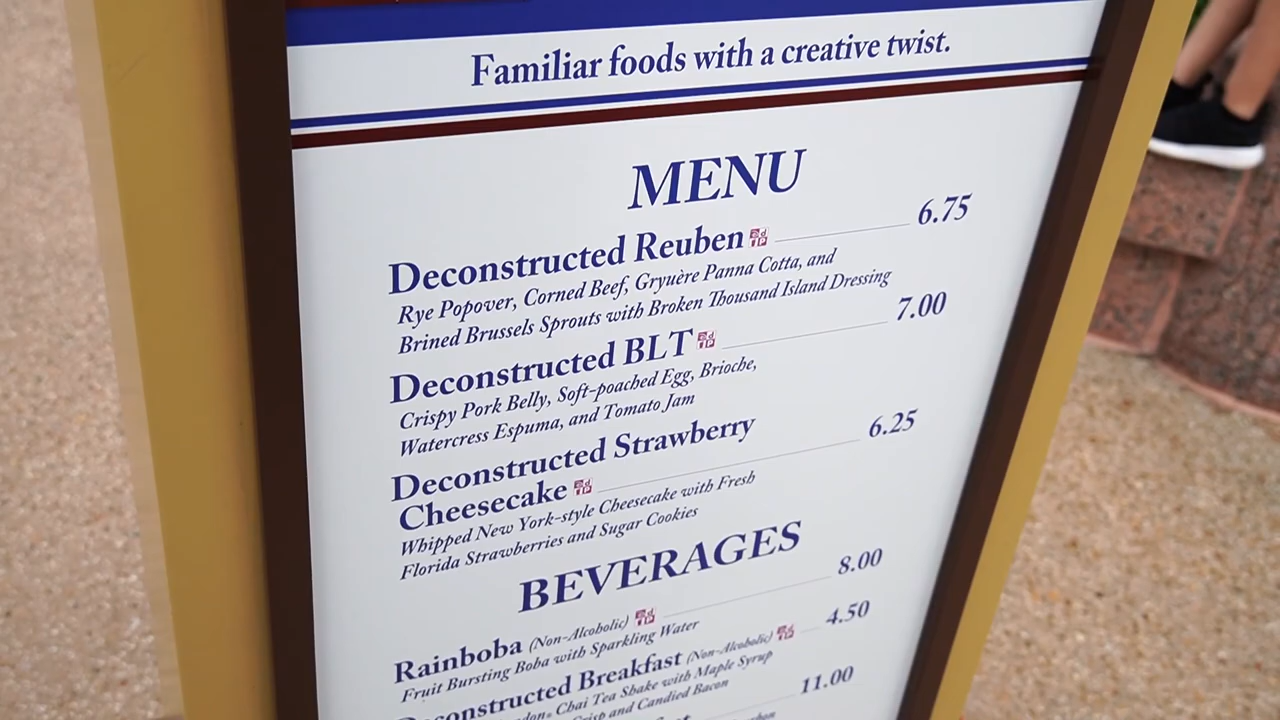 Familiar foods with a creative twist.
MENU
Deconstructed Reuben 6.75
Rye Popover, Corned Beef, Gryuère Panna Cotta, and
Brined Brussels Sprouts with Broken Thousand Island Dressing
Deconstructed BLT 7.00
Crispy Pork Belly, Soft-poached Egg, Brioche,
Watercress Espuma, and Tomato Jam
Deconstructed Strawberry
Cheesecake 6.25
Whipped New York-style Cheesecake with Fresh
Florida Strawberries and Sugar Cookies
BEVERAGES
Rainboba (Non-Alcoholic) 8.00
Fruit Bursting Boba with Sparkling Water
Deconstructed Breakfast (Non-Alcoholic) 4.50
Chai Tea Shake with Maple Syrup
Crisp and Candied Bacon
11.00